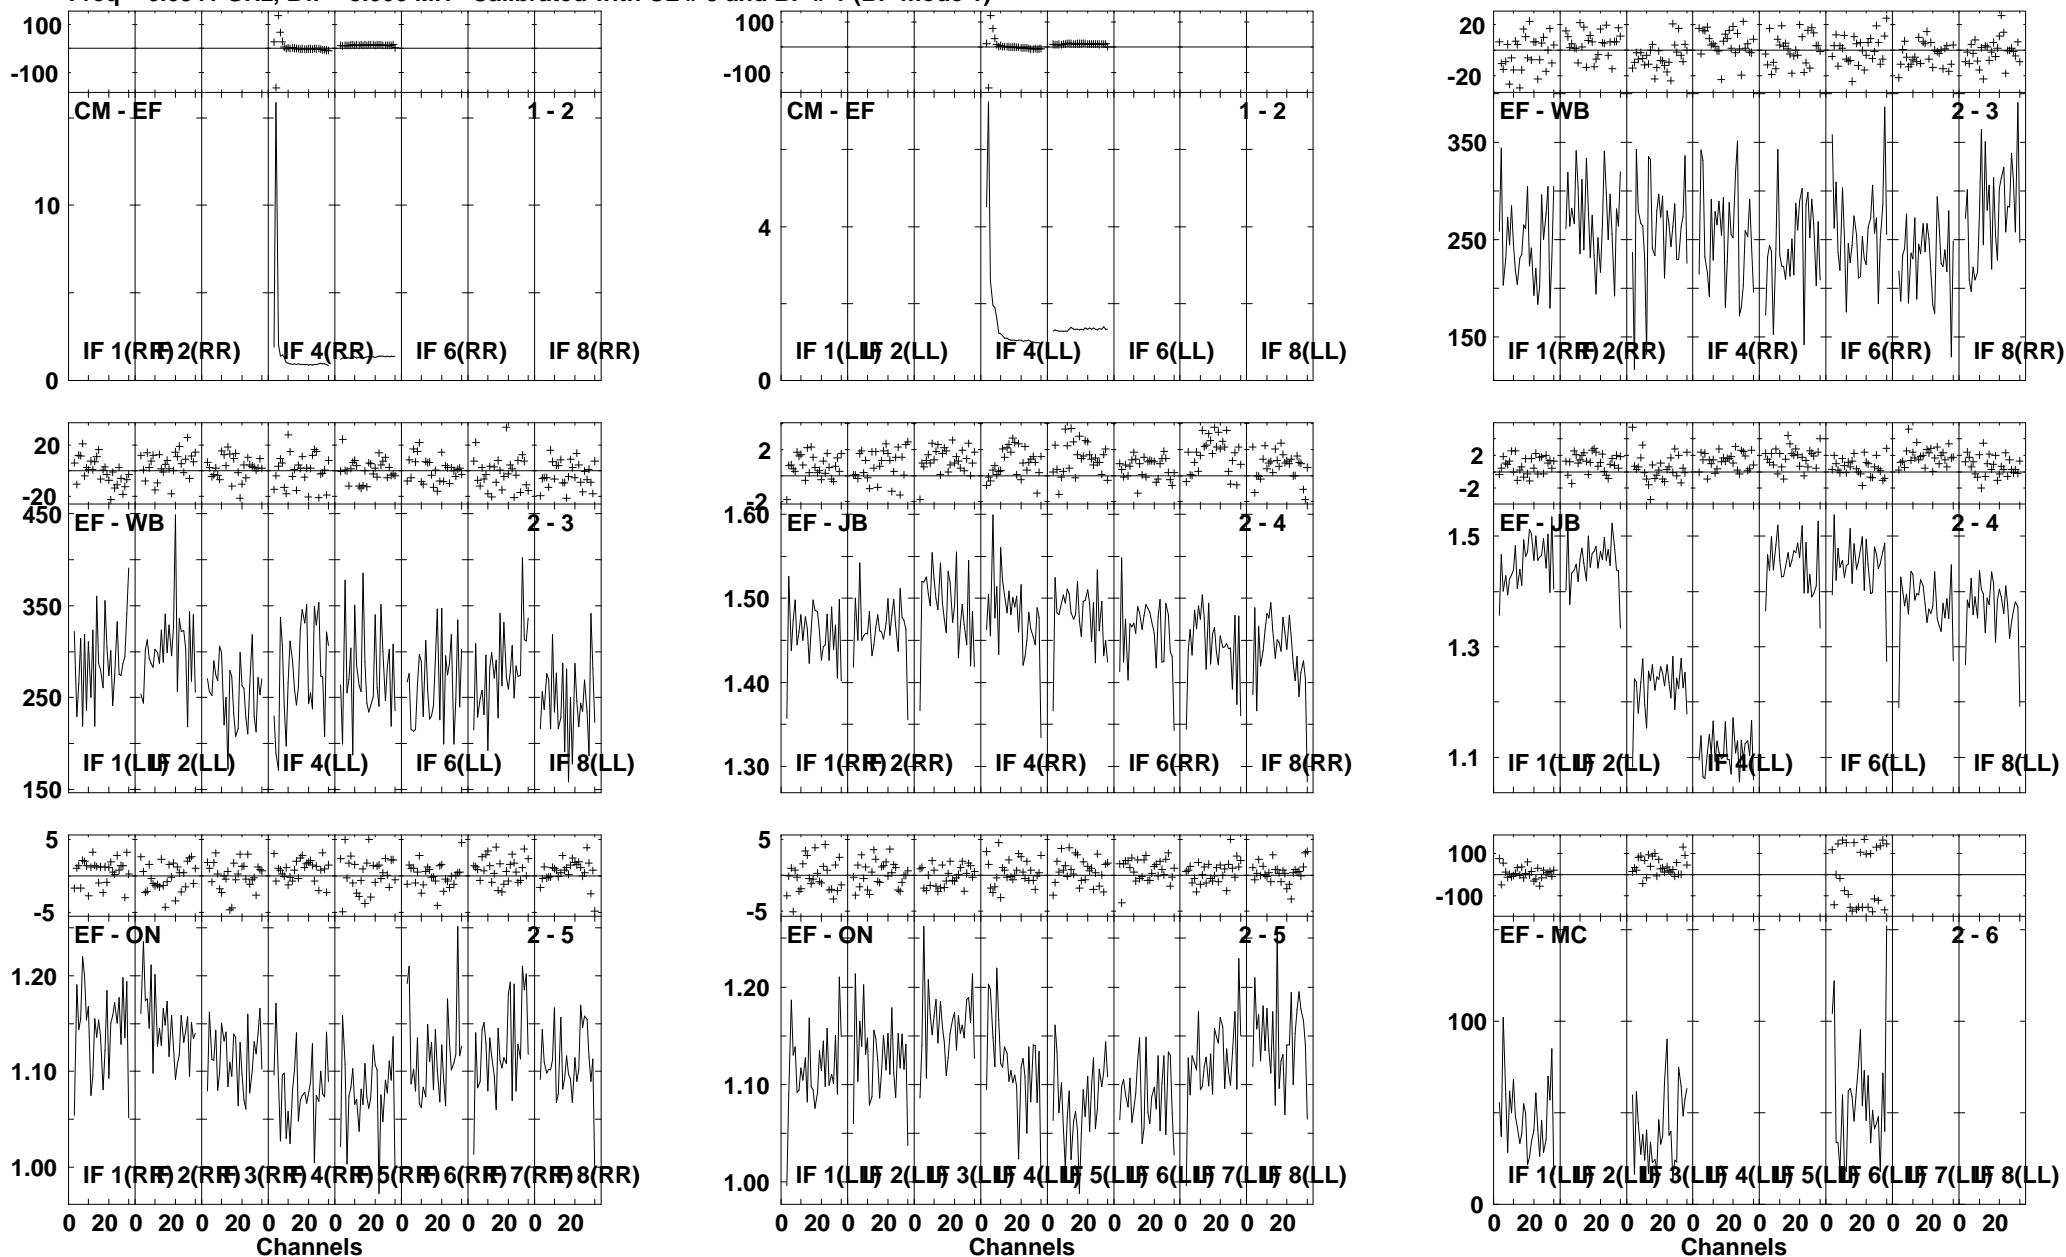 100
-100
CM - EF 1 - 2
10
0
IF 1(RR) IF 2(RR) IF 4(RR) IF 6(RR) IF 8(RR)
100
-100
CM - EF 1 - 2
4
0
IF 1(LL) IF 2(LL) IF 4(LL) IF 6(LL) IF 8(LL)
20
-20
EF - WB 2 - 3
350
250
150
IF 1(RR) IF 2(RR) IF 4(RR) IF 6(RR) IF 8(RR)
20
-20
450
EF - WB 2 - 3
350
250
150
IF 1(LL) IF 2(LL) IF 4(LL) IF 6(LL) IF 8(LL)
2
-2
1.60
EF - JB 2 - 4
1.50
1.40
1.30
IF 1(RR) IF 2(RR) IF 4(RR) IF 6(RR) IF 8(RR)
2
-2
EF - JB 2 - 4
1.5
1.3
1.1
IF 1(LL) IF 2(LL) IF 4(LL) IF 6(LL) IF 8(LL)
5
-5
EF - ON 2 - 5
1.20
1.10
1.00
IF 1(RR) IF 2(RR) IF 3(RR) IF 4(RR) IF 5(RR) IF 6(RR) IF 7(RR) IF 8(RR)
0 20 0 20 0 20 0 20 0 20 0 20 0 20 0 20
Channels
5
-5
EF - ON 2 - 5
1.20
1.10
1.00
IF 1(LL) IF 2(LL) IF 3(LL) IF 4(LL) IF 5(LL) IF 6(LL) IF 7(LL) IF 8(LL)
0 20 0 20 0 20 0 20 0 20 0 20 0 20 0 20
Channels
100
-100
EF - MC 2 - 6
100
0
IF 1(LL) IF 2(LL) IF 3(LL) IF 4(LL) IF 5(LL) IF 6(LL) IF 7(LL) IF 8(LL)
0 20 0 20 0 20 0 20 0 20 0 20 0 20 0 20
Channels